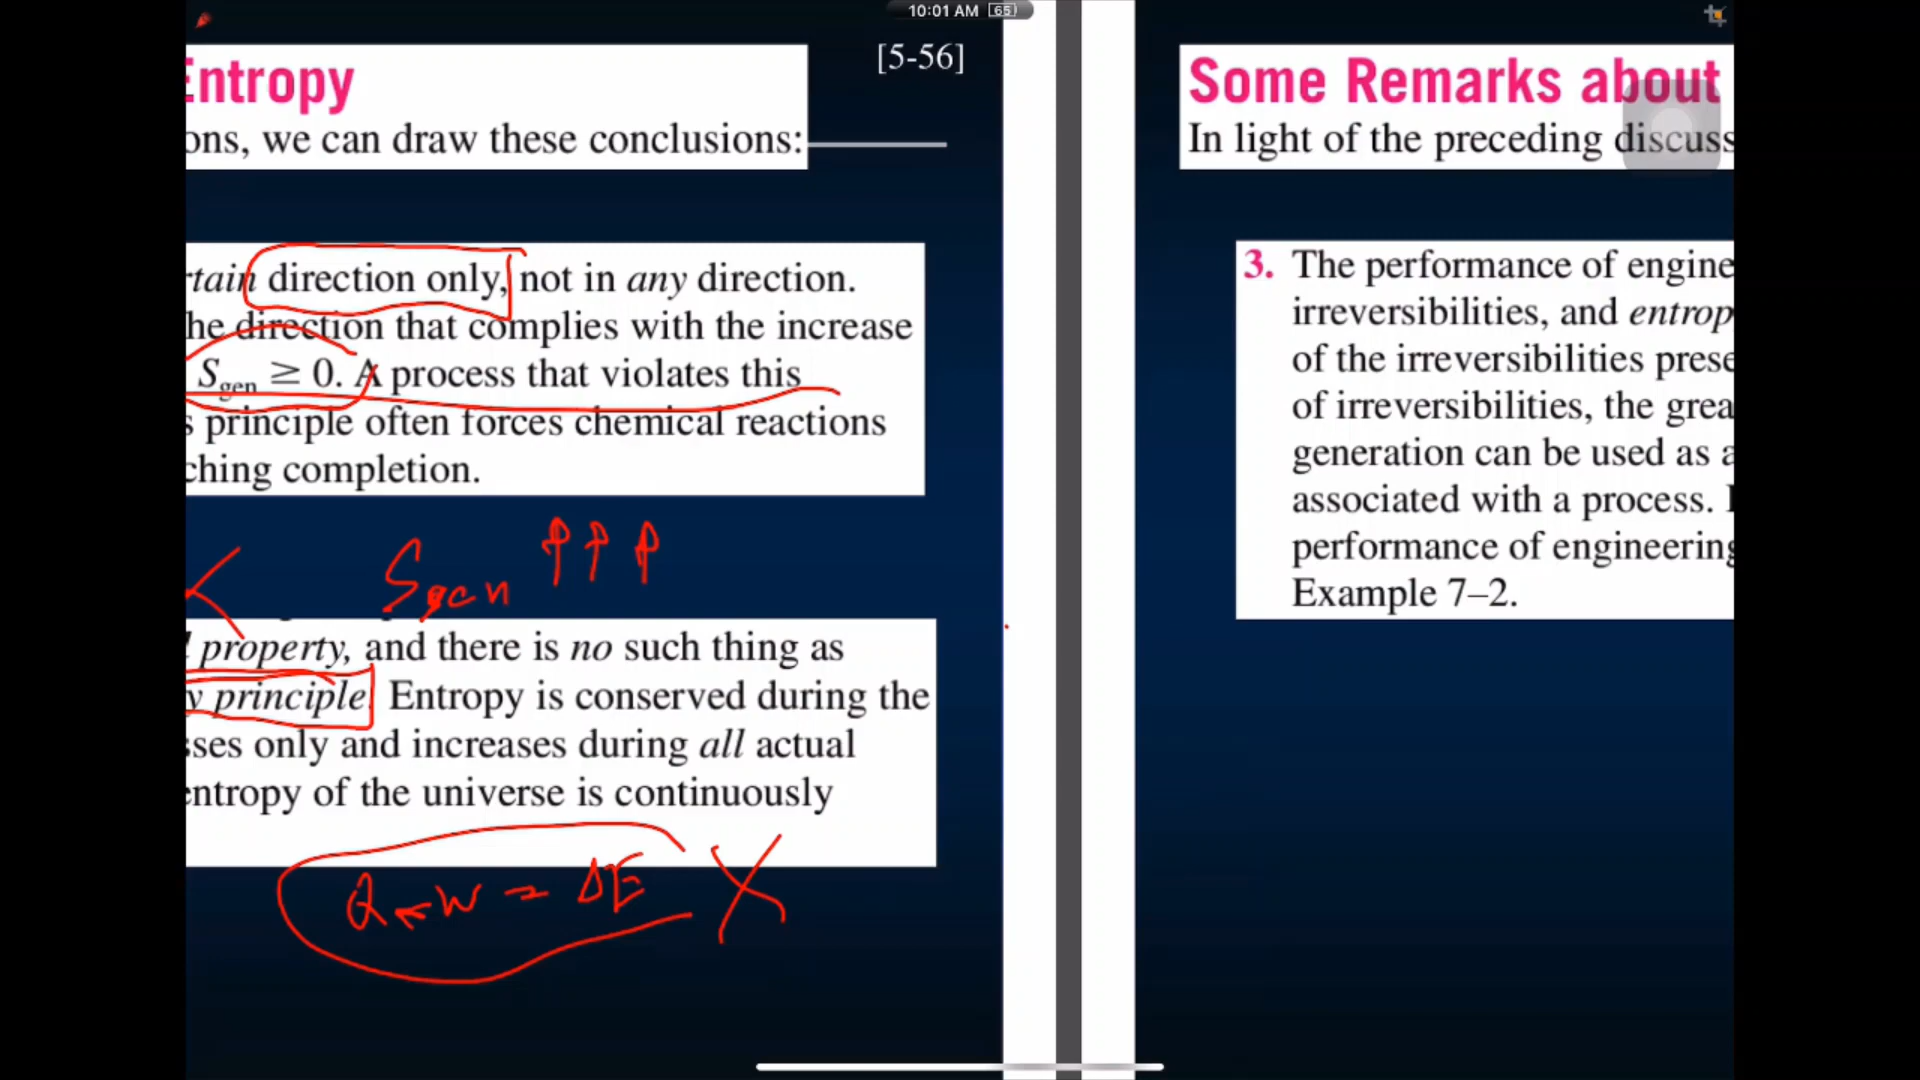 10:01 AM 65
Entropy
[5-56]
ons, we can draw these conclusions:
rtain direction only, not in any direction.
he direction that complies with the increase
Sgen ≥ 0. A process that violates this
s principle often forces chemical reactions
ching completion.
Sgen ↑↑↑
l property, and there is no such thing as
y principle. Entropy is conserved during the
sses only and increases during all actual
entropy of the universe is continuously
Q - W = ΔE X
Some Remarks about
In light of the preceding discuss
3. The performance of engine
irreversibilities, and entrop
of the irreversibilities prese
of irreversibilities, the grea
generation can be used as a
associated with a process. I
performance of engineering
Example 7–2.